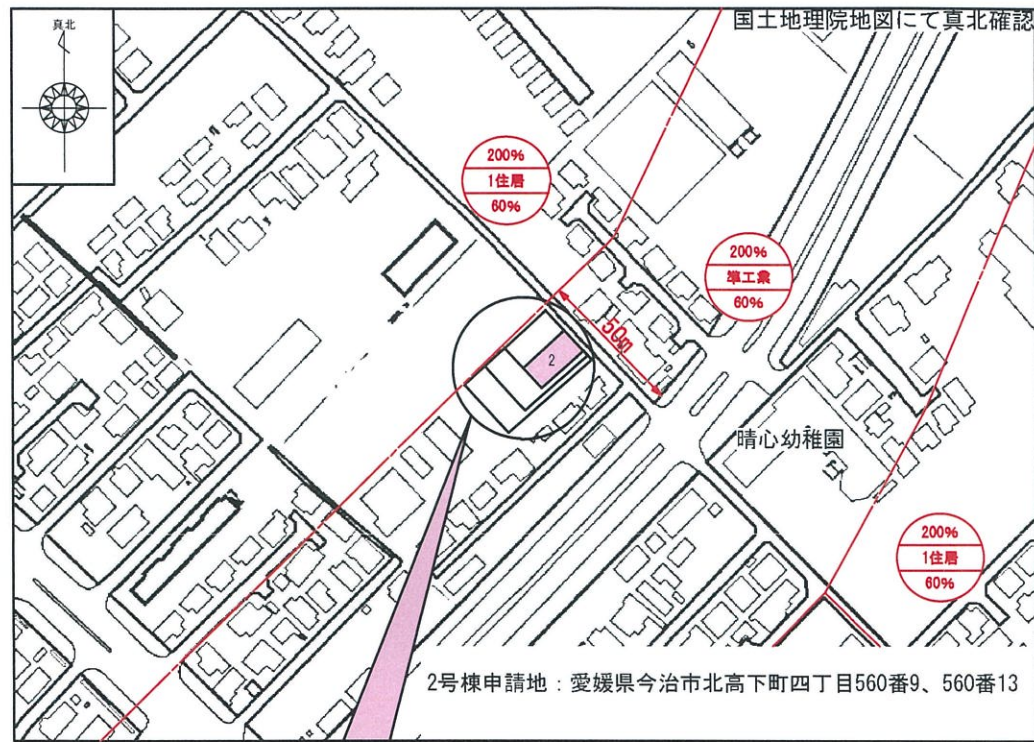 真北
国土地理院地図にて真北確認
200%
1住居
60%
200%
準工業
60%
50m
2
晴心幼稚園
200%
1住居
60%
2号棟申請地：愛媛県今治市北高下町四丁目560番9、560番13